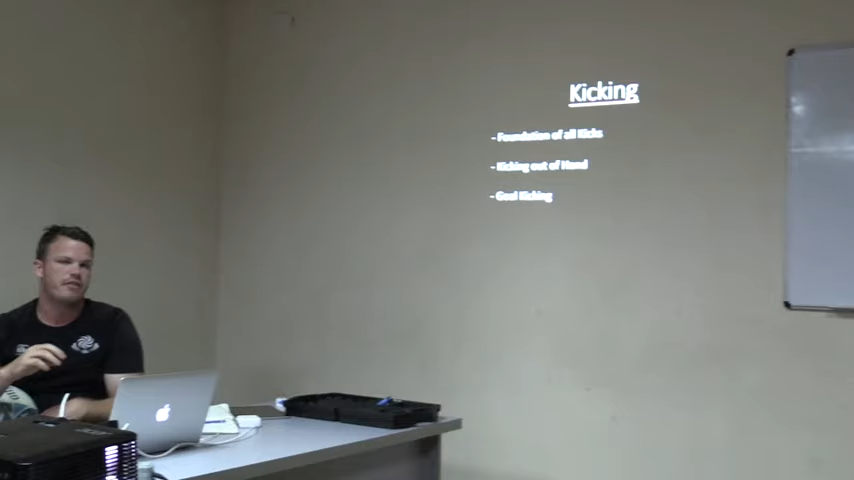 Kicking
- Foundation of all Kicks
- Kicking out of Hand
- Goal Kicking